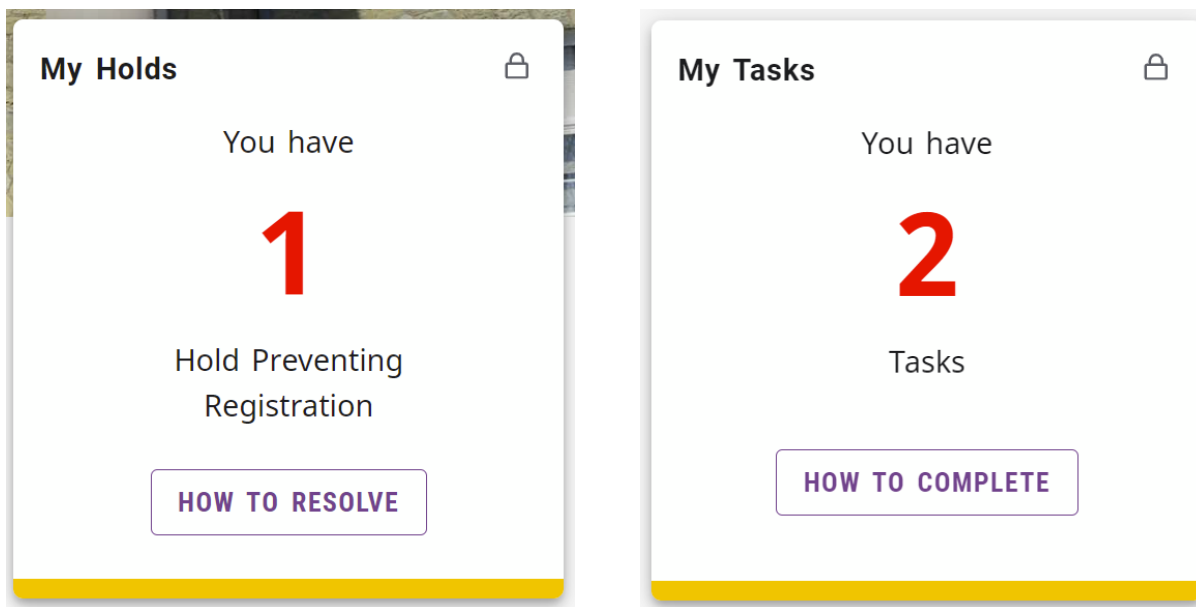 My Holds
You have
1
Hold Preventing
Registration
HOW TO RESOLVE
My Tasks
You have
2
Tasks
HOW TO COMPLETE